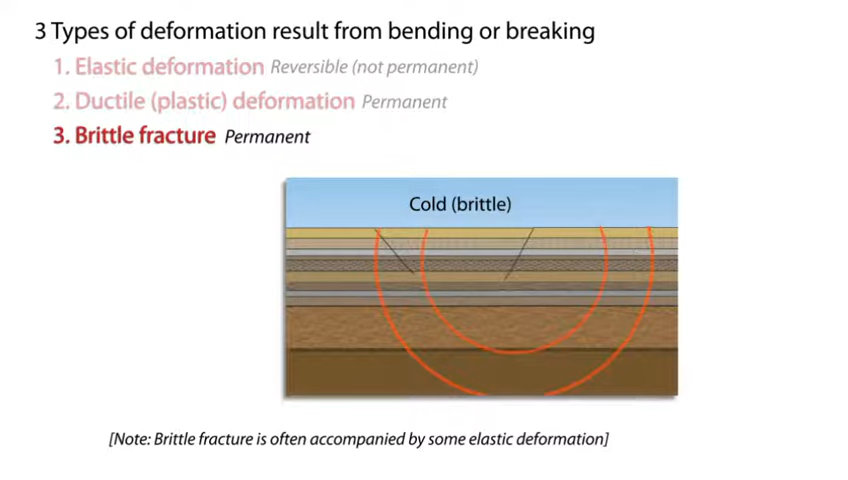 3 Types of deformation result from bending or breaking
1. Elastic deformation Reversible (not permanent)
2. Ductile (plastic) deformation Permanent
3. Brittle fracture Permanent
Cold (brittle)
[Note: Brittle fracture is often accompanied by some elastic deformation]